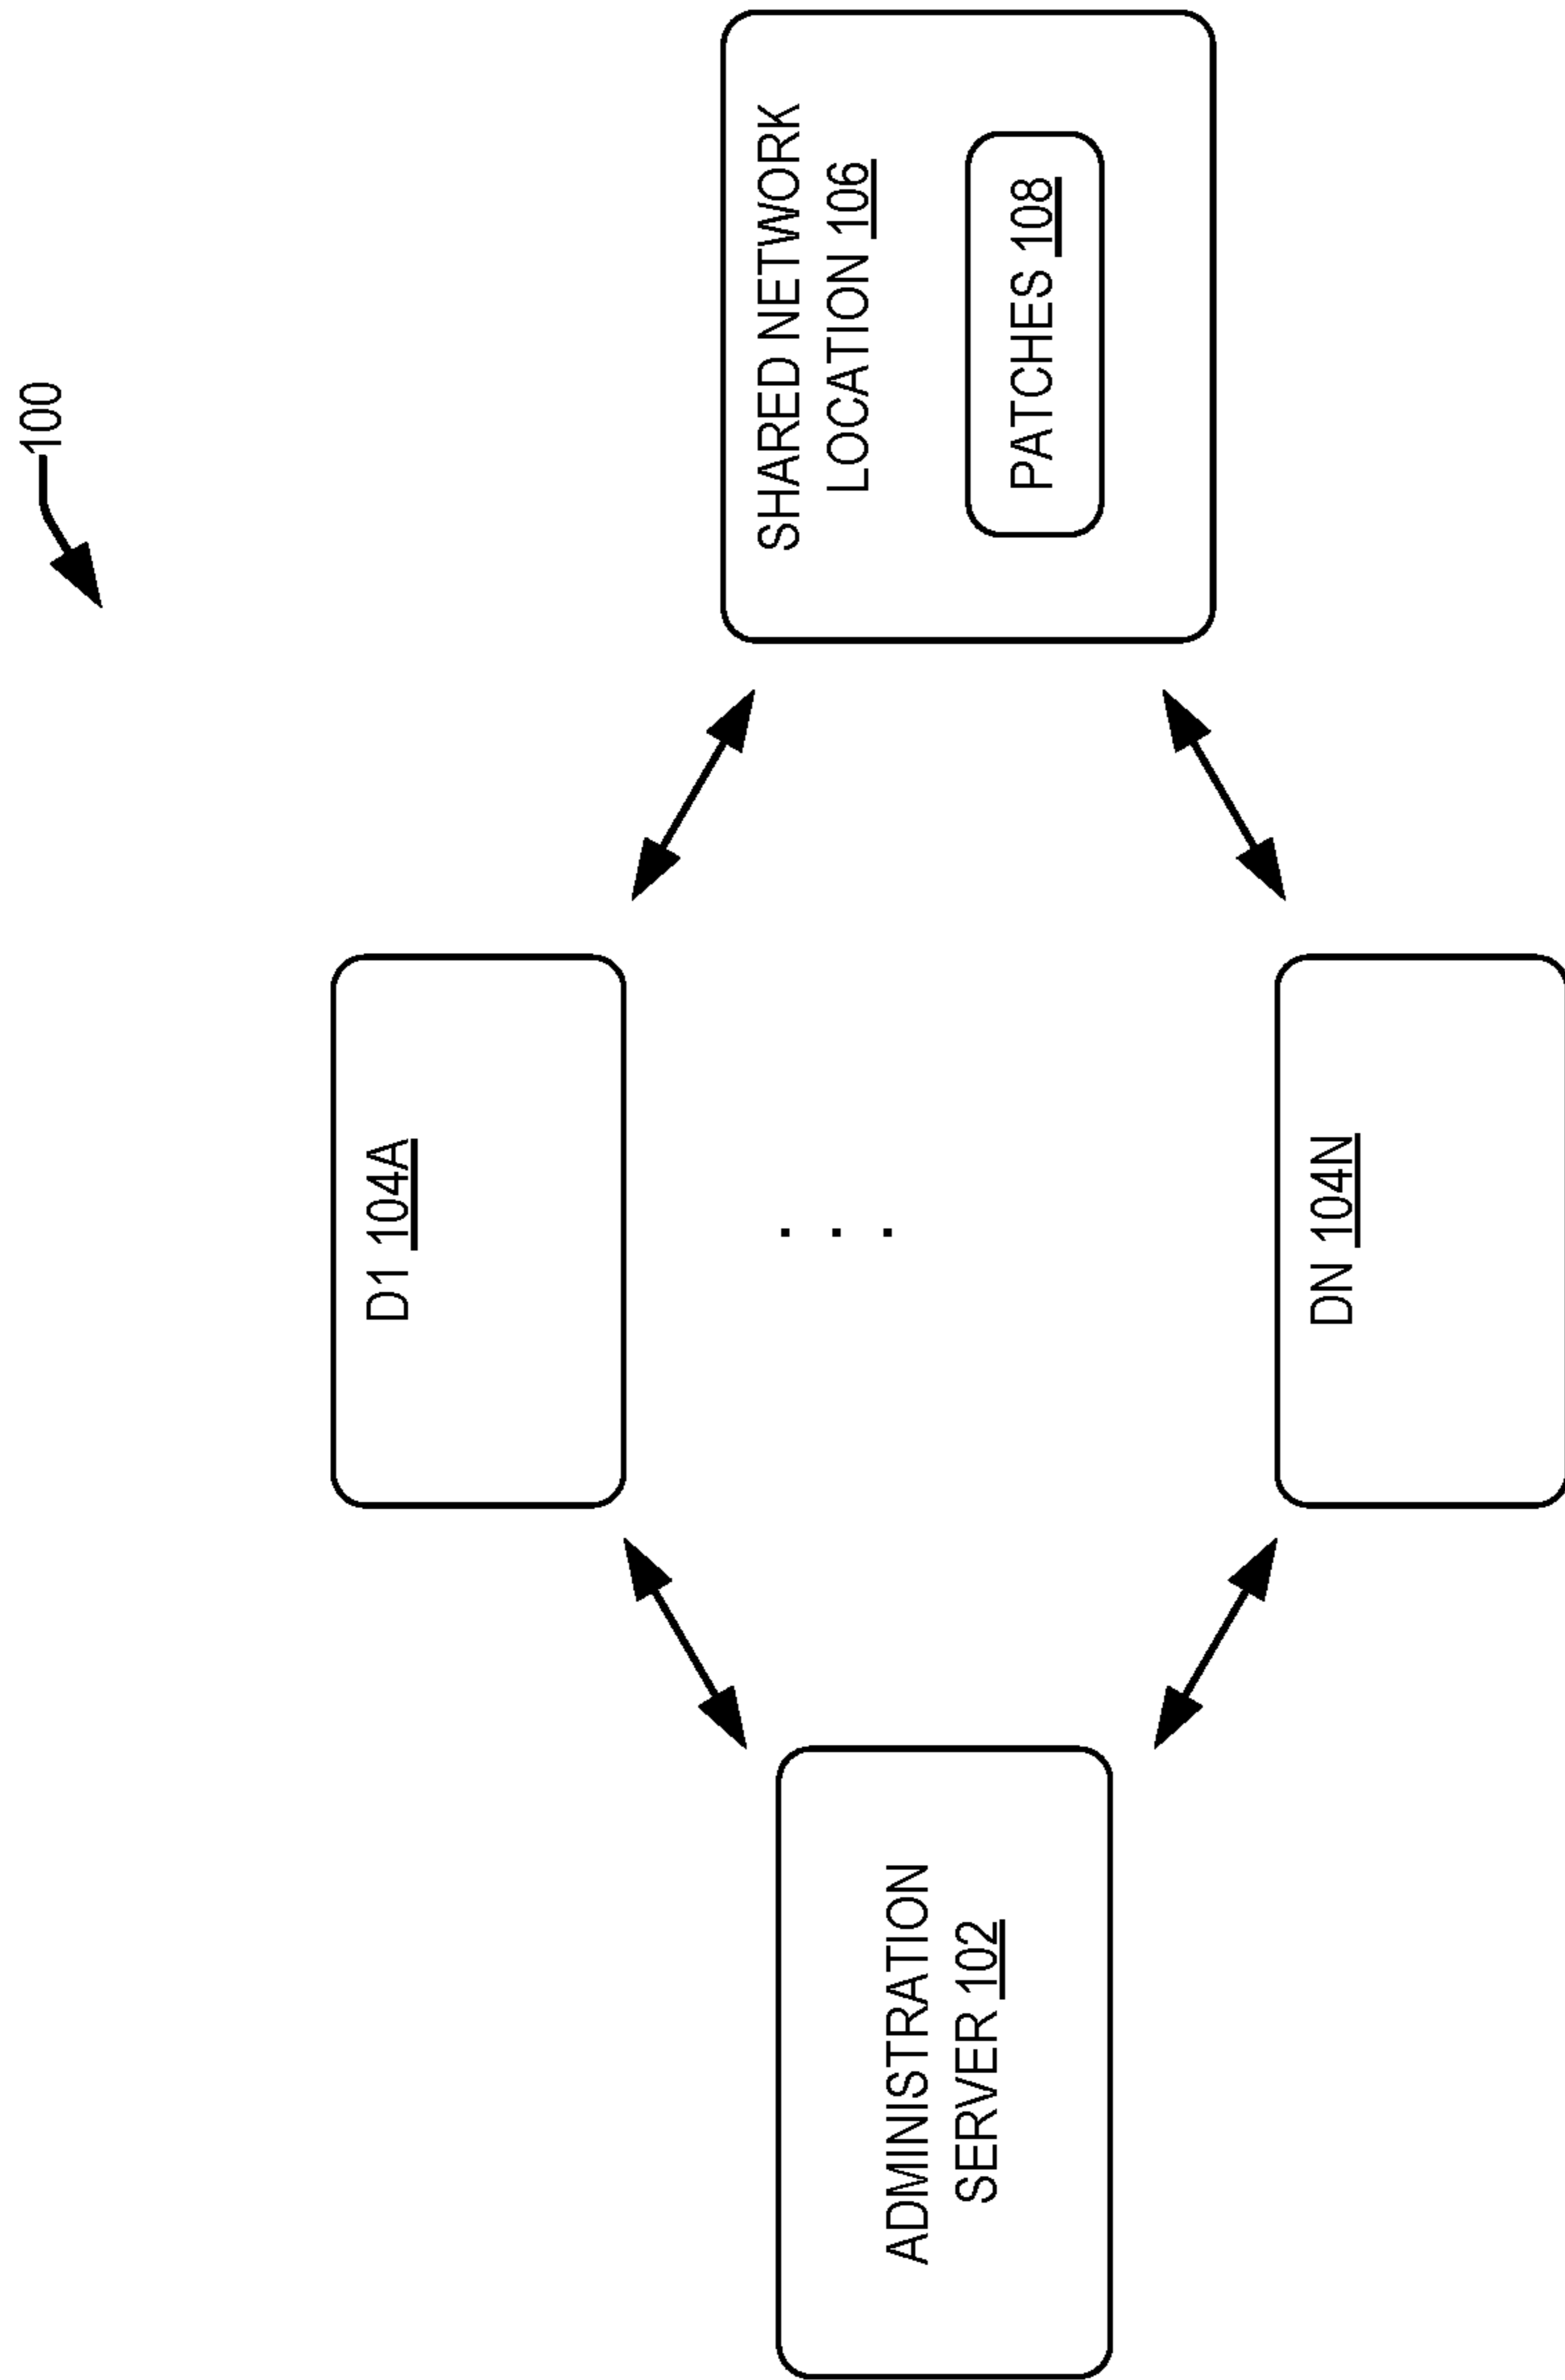 100
D1 104A
ADMINISTRATION
SERVER 102
. . .
SHARED NETWORK
LOCATION 106
PATCHES 108
DN 104N